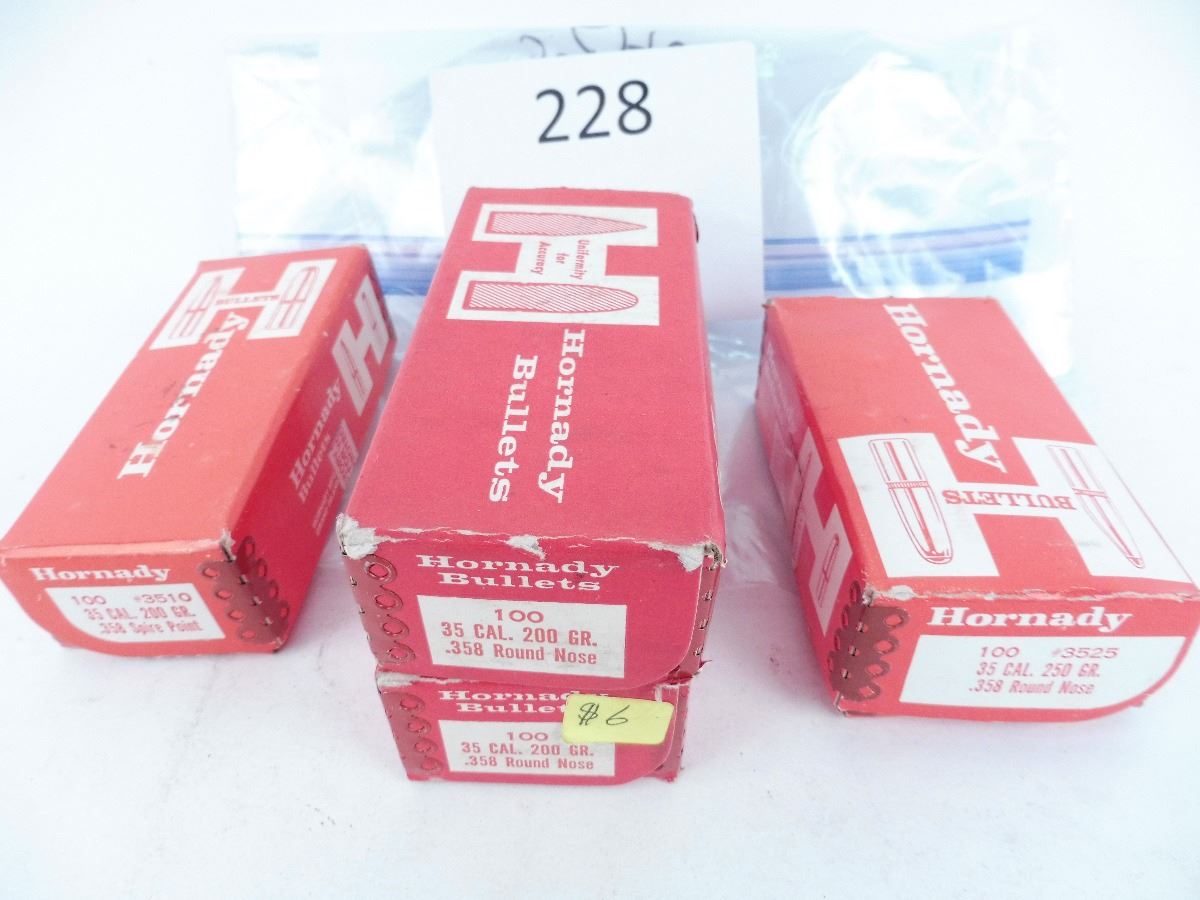 228
BULLETS
Hornady
H
Hornady
Bullets
Hornady
100 #3510
35 CAL. 200 GR.
.358 Spire Point
Uniformity
for
Accuracy
Hornady
Bullets
Hornady
Bullets
100
35 CAL. 200 GR.
.358 Round Nose
Hornady
Bullets
$6
100
35 CAL. 200 GR.
.358 Round Nose
Hornady
BULLETS
Hornady
100 #3525
35 CAL. 250 GR.
.358 Round Nose